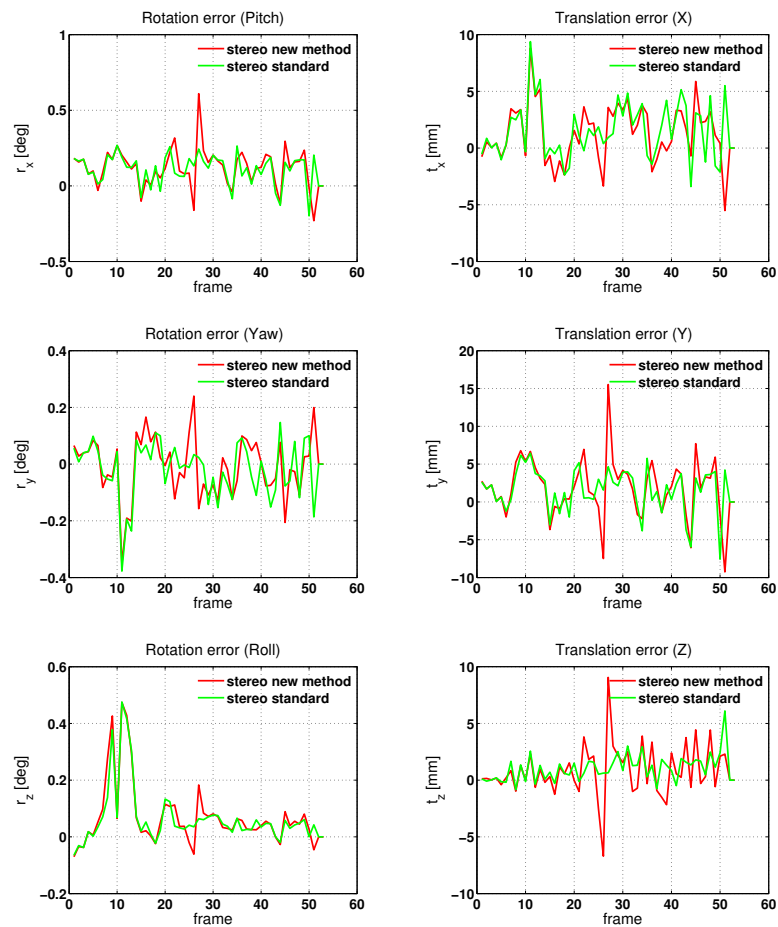 Rotation error (Pitch)
1
0.5
0
−0.5
r_x [deg]
stereo new method
stereo standard
0 10 20 30 40 50 60
frame
Translation error (X)
10
5
0
−5
−10
t_x [mm]
stereo new method
stereo standard
0 10 20 30 40 50 60
frame
Rotation error (Yaw)
0.4
0.2
0
−0.2
−0.4
r_y [deg]
stereo new method
stereo standard
0 10 20 30 40 50 60
frame
Translation error (Y)
20
15
10
5
0
−5
−10
t_y [mm]
stereo new method
stereo standard
0 10 20 30 40 50 60
frame
Rotation error (Roll)
0.6
0.4
0.2
0
−0.2
r_z [deg]
stereo new method
stereo standard
0 10 20 30 40 50 60
frame
Translation error (Z)
10
5
0
−5
−10
t_z [mm]
stereo new method
stereo standard
0 10 20 30 40 50 60
frame